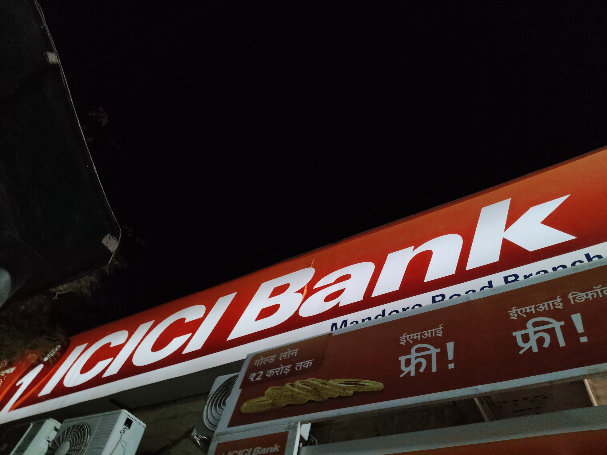 ICICI Bank
Mandore Road Branch
गोल्ड लोन
₹2 करोड़ तक
ईएमआई
फ्री!
ईएमआई
फ्री!
ICICI Bank